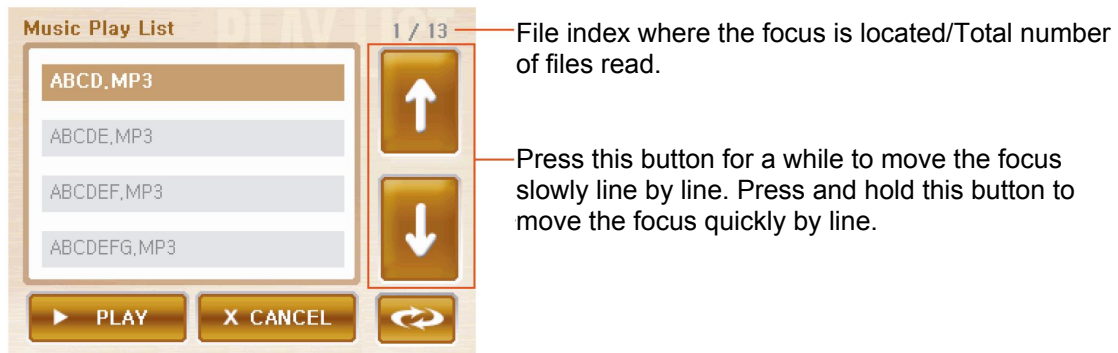 Music Play List
PLAY LIST
1 / 13
File index where the focus is located/Total number
of files read.
ABCD,MP3
ABCDE,MP3
ABCDEF,MP3
ABCDEFG,MP3
Press this button for a while to move the focus
slowly line by line. Press and hold this button to
move the focus quickly by line.
PLAY
X CANCEL